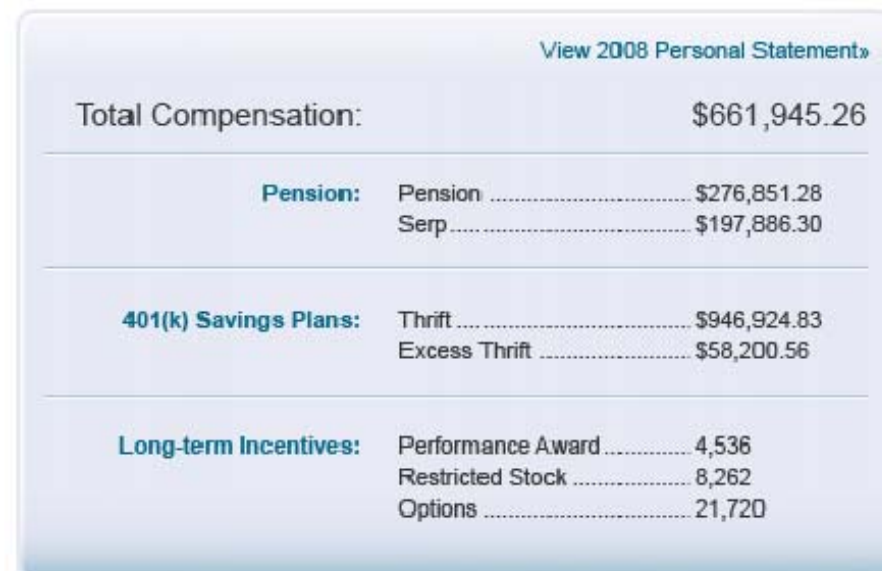 View 2008 Personal Statement»
Total Compensation: $661,945.26
Pension: Pension ................................. $276,851.28
Serp ........................................ $197,886.30
401(k) Savings Plans: Thrift ....................................... $946,924.83
Excess Thrift ......................... $58,200.56
Long-term Incentives: Performance Award .............. 4,536
Restricted Stock .................... 8,262
Options ................................... 21,720